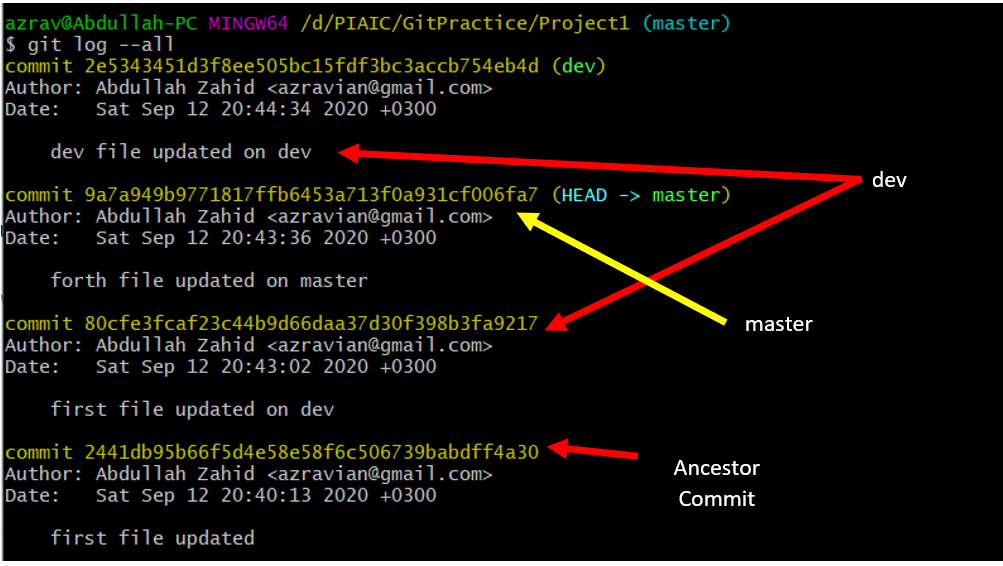 azrav@Abdullah-PC MINGW64 /d/PIAIC/GitPractice/Project1 (master)
$ git log --all
commit 2e5343451d3f8ee505bc15fdf3bc3accb754eb4d (dev)
Author: Abdullah Zahid <azravian@gmail.com>
Date:   Sat Sep 12 20:44:34 2020 +0300
dev file updated on dev
dev
commit 9a7a949b9771817ffb6453a713f0a931cf006fa7 (HEAD -> master)
Author: Abdullah Zahid <azravian@gmail.com>
Date:   Sat Sep 12 20:43:36 2020 +0300
forth file updated on master
commit 80cfe3fcaf23c44b9d66daa37d30f398b3fa9217
master
Author: Abdullah Zahid <azravian@gmail.com>
Date:   Sat Sep 12 20:43:02 2020 +0300
first file updated on dev
commit 2441db95b66f5d4e58e58f6c506739babdff4a30
Author: Abdullah Zahid <azravian@gmail.com>
Date:   Sat Sep 12 20:40:13 2020 +0300
Ancestor
Commit
first file updated